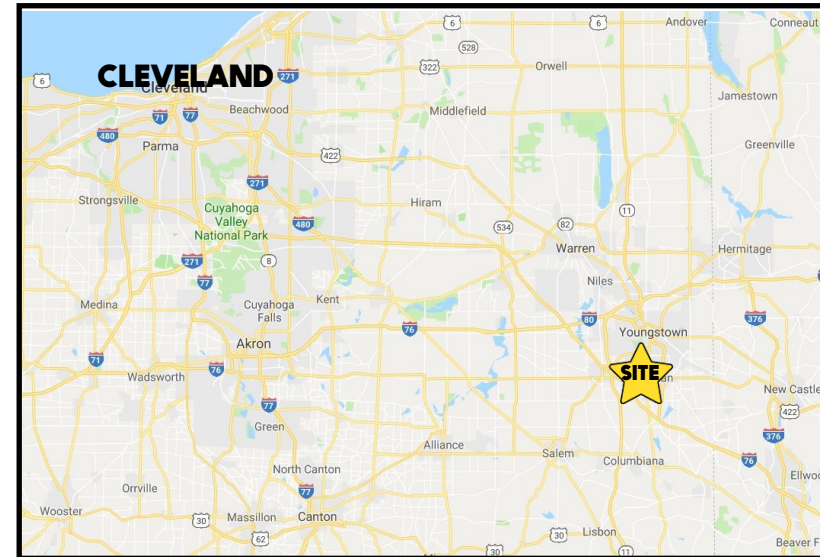 6
6
Andover
Conneaut
528
CLEVELAND
271
322
Orwell
6
Cleveland
Jamestown
Beachwood
Middlefield
71
77
480
Parma
422
Greenville
271
Strongsville
Hiram
Cuyahoga
Valley
National Park
480
11
534
82
Warren
Hermitage
8
271
77
Niles
Medina
Cuyahoga
Falls
Kent
76
80
376
Youngstown
Akron
71
76
SITE
Wadsworth
New Castle
77
422
Green
376
Alliance
Salem
Columbiana
76
North Canton
Ellwo
Orrville
77
Wooster
30
Massillon
Canton
62
30
Lisbon
30
11
Beaver F